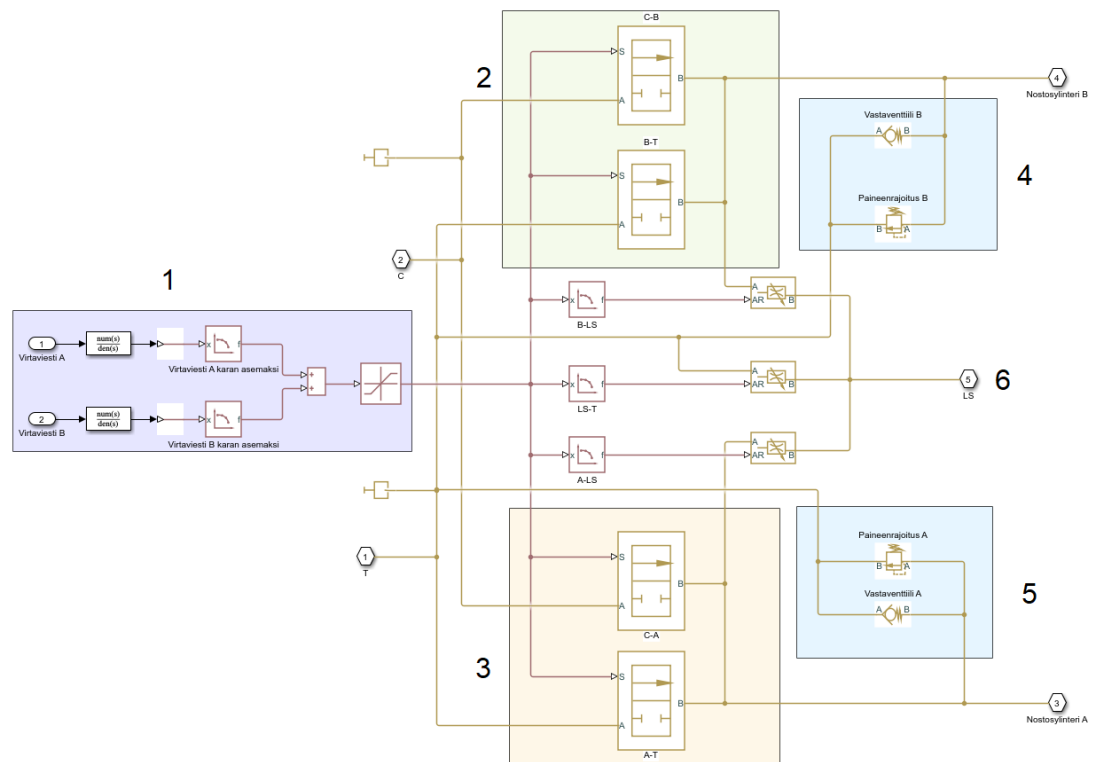 C-B
2
S
B
A
4
Nostosylinteri B
Vastaventtiili B
A
B
4
B-T
S
B
A
Paineenrajoitus B
B
A
2
C
1
x
f
B-LS
A
AR
B
1
Virtaviesti A
num(s)
den(s)
x
f
Virtaviesti A karan asemaksi
+
+
x
f
LS-T
A
AR
B
5
LS
6
2
Virtaviesti B
num(s)
den(s)
x
f
Virtaviesti B karan asemaksi
x
f
A-LS
A
AR
B
1
T
S
B
A
C-A
Paineenrajoitus A
B
A
5
Vastaventtiili A
A
B
3
S
B
A
A-T
3
Nostosylinteri A